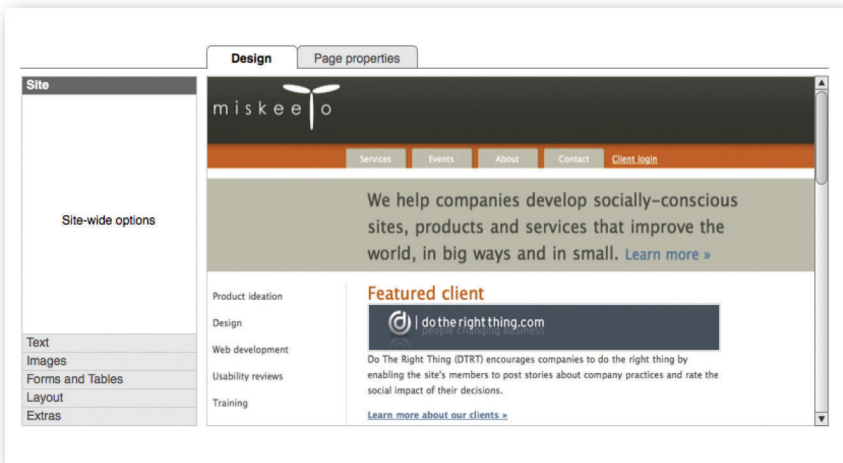 Design
Page properties
Site
Site-wide options
Text
Images
Forms and Tables
Layout
Extras
miskeeto
Services
Events
About
Contact
Client login
We help companies develop socially-conscious
sites, products and services that improve the
world, in big ways and in small. Learn more »
Product ideation
Design
Web development
Usability reviews
Training
Featured client
d | dotherightthing.com
people changing business
Do The Right Thing (DTRT) encourages companies to do the right thing by
enabling the site's members to post stories about company practices and rate the
social impact of their decisions.
Learn more about our clients »